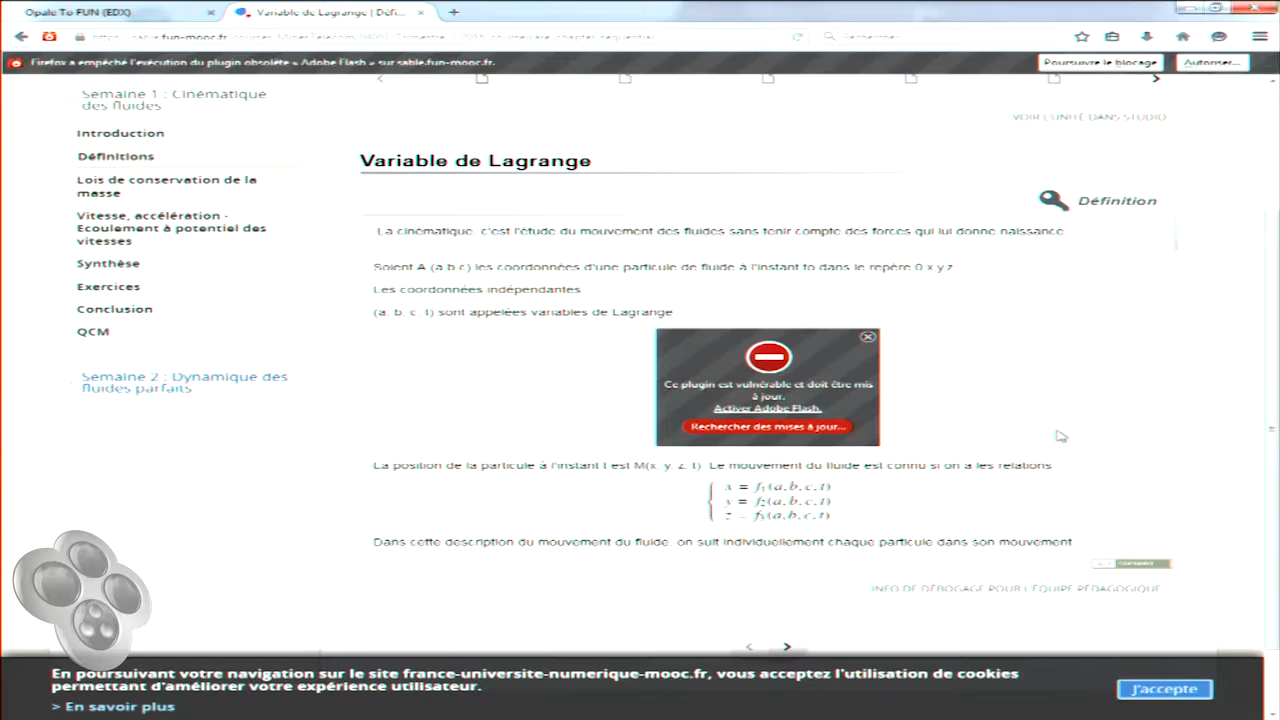 Opale To FUN (EDX)
Variable de Lagrange | Défi...
Rechercher
Firefox a empêché l'exécution du plugin obsolète « Adobe Flash » sur sable.fun-mooc.fr.
Poursuivre le blocage
Autoriser...
Semaine 1 : Cinématique
des fluides
Introduction
Définitions
Lois de conservation de la
masse
Vitesse, accélération -
Ecoulement à potentiel des
vitesses
Synthèse
Exercices
Conclusion
QCM
Semaine 2 : Dynamique des
fluides parfaits
VOIR L'UNITÉ DANS STUDIO
Variable de Lagrange
Définition
La cinématique c'est l'étude du mouvement des fluides sans tenir compte des forces qui lui donne naissance
Soient A (a b c) les coordonnées d'une particule de fluide à l'instant to dans le repère 0 x y z
Les coordonnées indépendantes
(a, b, c, t) sont appelées variables de Lagrange
Ce plugin est vulnérable et doit être mis
à jour.
Activer Adobe Flash.
Rechercher des mises à jour...
La position de la particule à l'instant t est M(x, y, z, t). Le mouvement du fluide est connu si on a les relations
x = f1(a, b, c, t)
y = f2(a, b, c, t)
z = f3(a, b, c, t)
Dans cette description du mouvement du fluide, on suit individuellement chaque particule dans son mouvement
INFO DE DÉBOGAGE POUR L'ÉQUIPE PÉDAGOGIQUE
En poursuivant votre navigation sur le site france-universite-numerique-mooc.fr, vous acceptez l'utilisation de cookies
permettant d'améliorer votre expérience utilisateur.
> En savoir plus
J'accepte